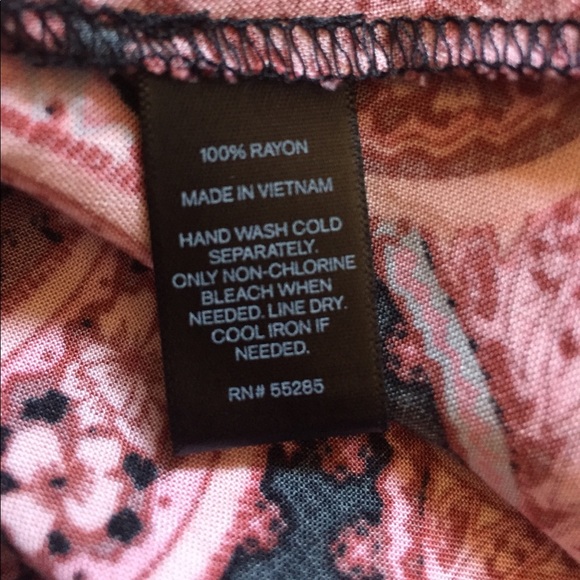 100% RAYON
MADE IN VIETNAM
HAND WASH COLD
SEPARATELY.
ONLY NON-CHLORINE
BLEACH WHEN
NEEDED. LINE DRY.
COOL IRON IF
NEEDED.
RN# 55285